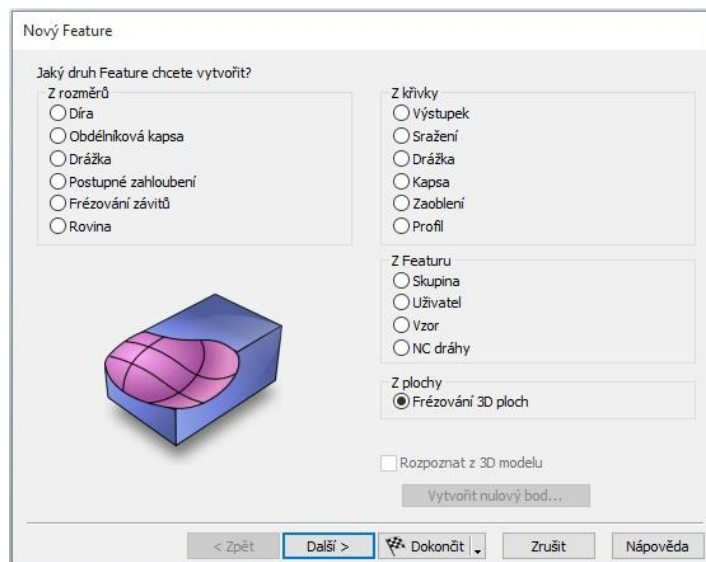 Nový Feature
Jaký druh Feature chcete vytvořit?
Z rozměrů
Díra
Obdélníková kapsa
Drážka
Postupné zahloubení
Frézování závitů
Rovina
Z křivky
Výstupek
Sražení
Drážka
Kapsa
Zaoblení
Profil
Z Featuru
Skupina
Uživatel
Vzor
NC dráhy
Z plochy
Frézování 3D ploch
Rozpoznat z 3D modelu
Vytvořit nulový bod...
< Zpět
Další >
Dokončit
Zrušit
Nápověda